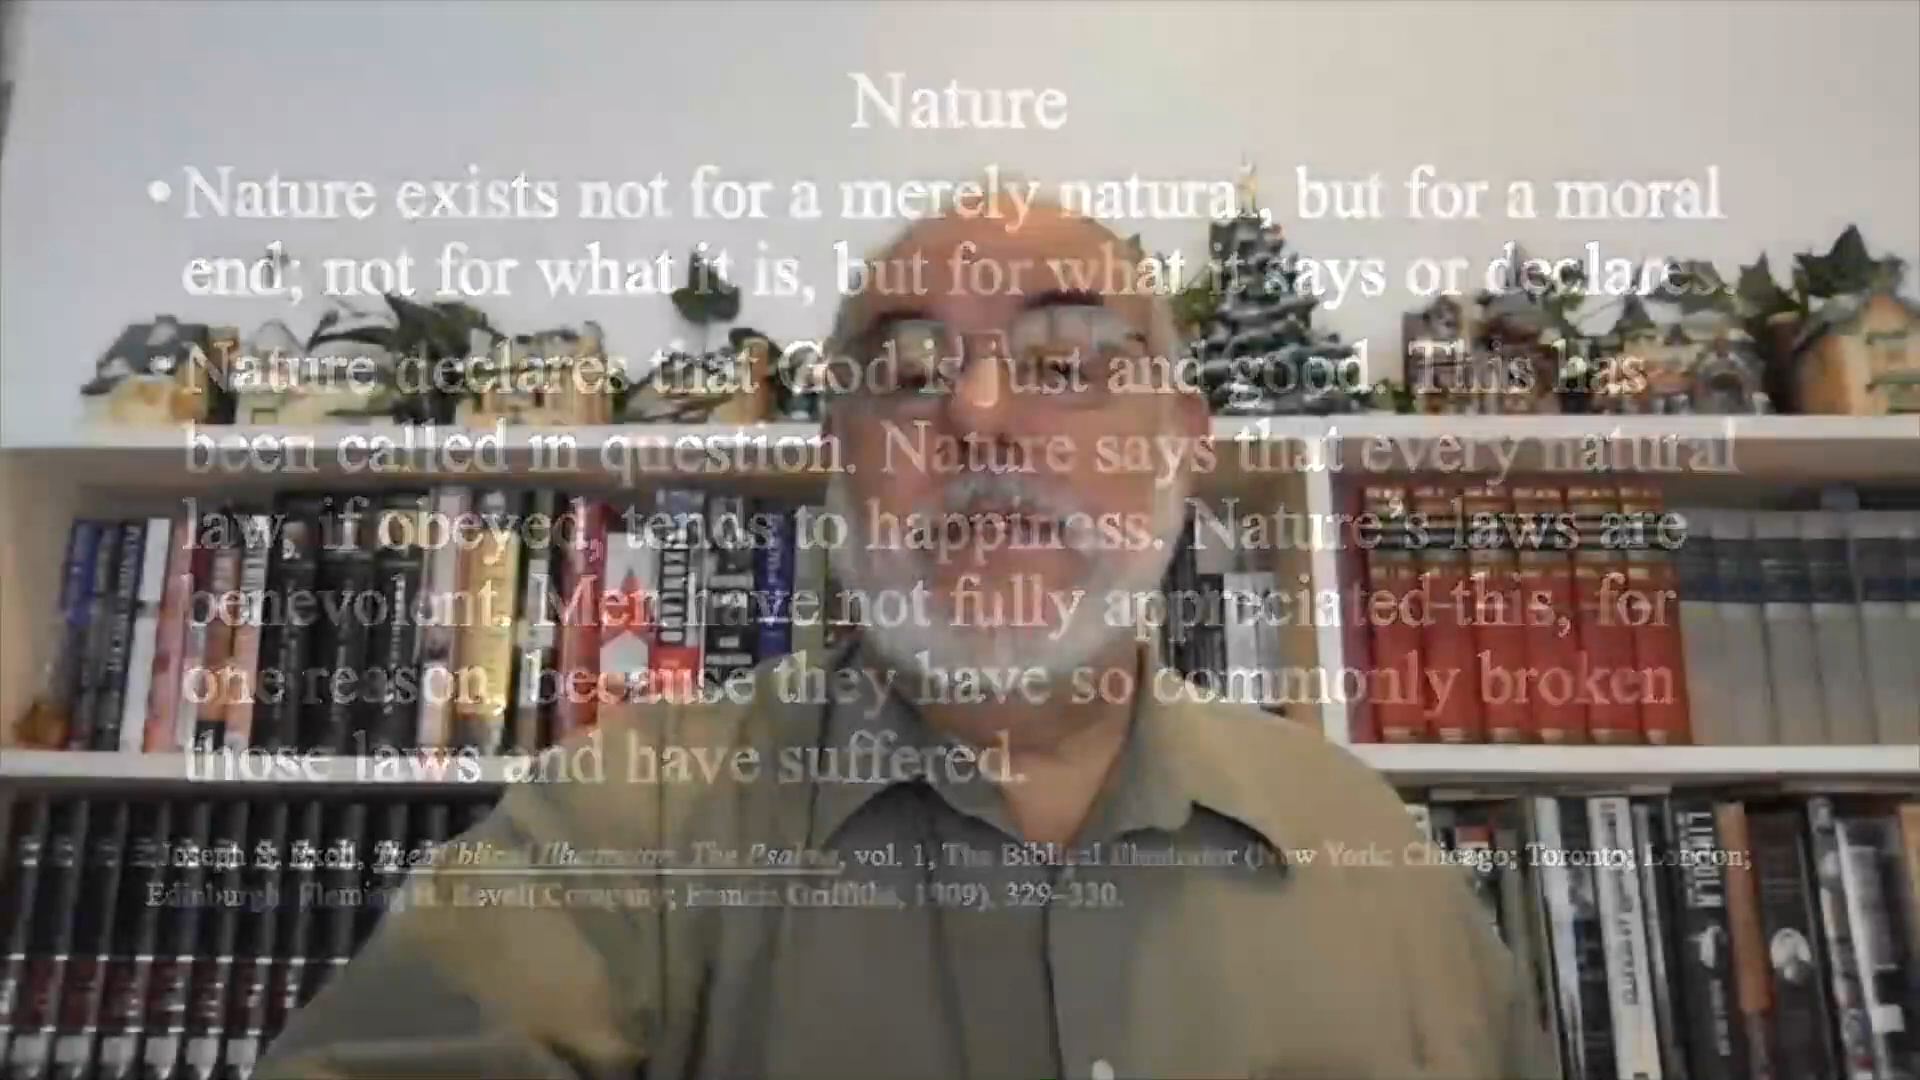 Nature
• Nature exists not for a merely natural, but for a moral
end; not for what it is, but for what it says or declares.
• Nature declares that God is just and good. This has
been called in question. Nature says that every natural
law, if obeyed, tends to happiness. Nature's laws are
benevolent. Men have not fully appreciated this, for
one reason, because they have so commonly broken
those laws and have suffered.
Joseph S. Exell, The Biblical Illustrator: The Psalms, vol. 1, The Biblical Illustrator (New York; Chicago; Toronto; London;
Edinburgh: Fleming H. Revell Company; Francis Griffiths, 1909), 329–330.
LINCOLN